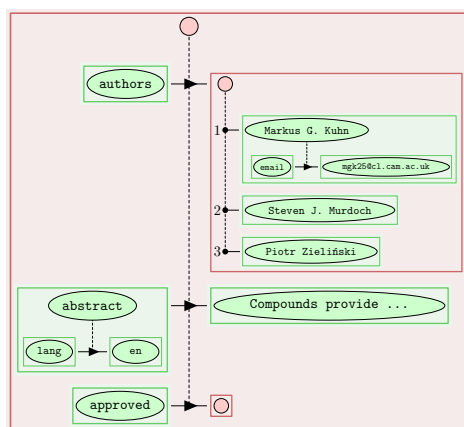 authors
1 Markus G. Kuhn
email mgk25@cl.cam.ac.uk
2 Steven J. Murdoch
3 Piotr Zieliński
abstract Compounds provide ...
lang en
approved